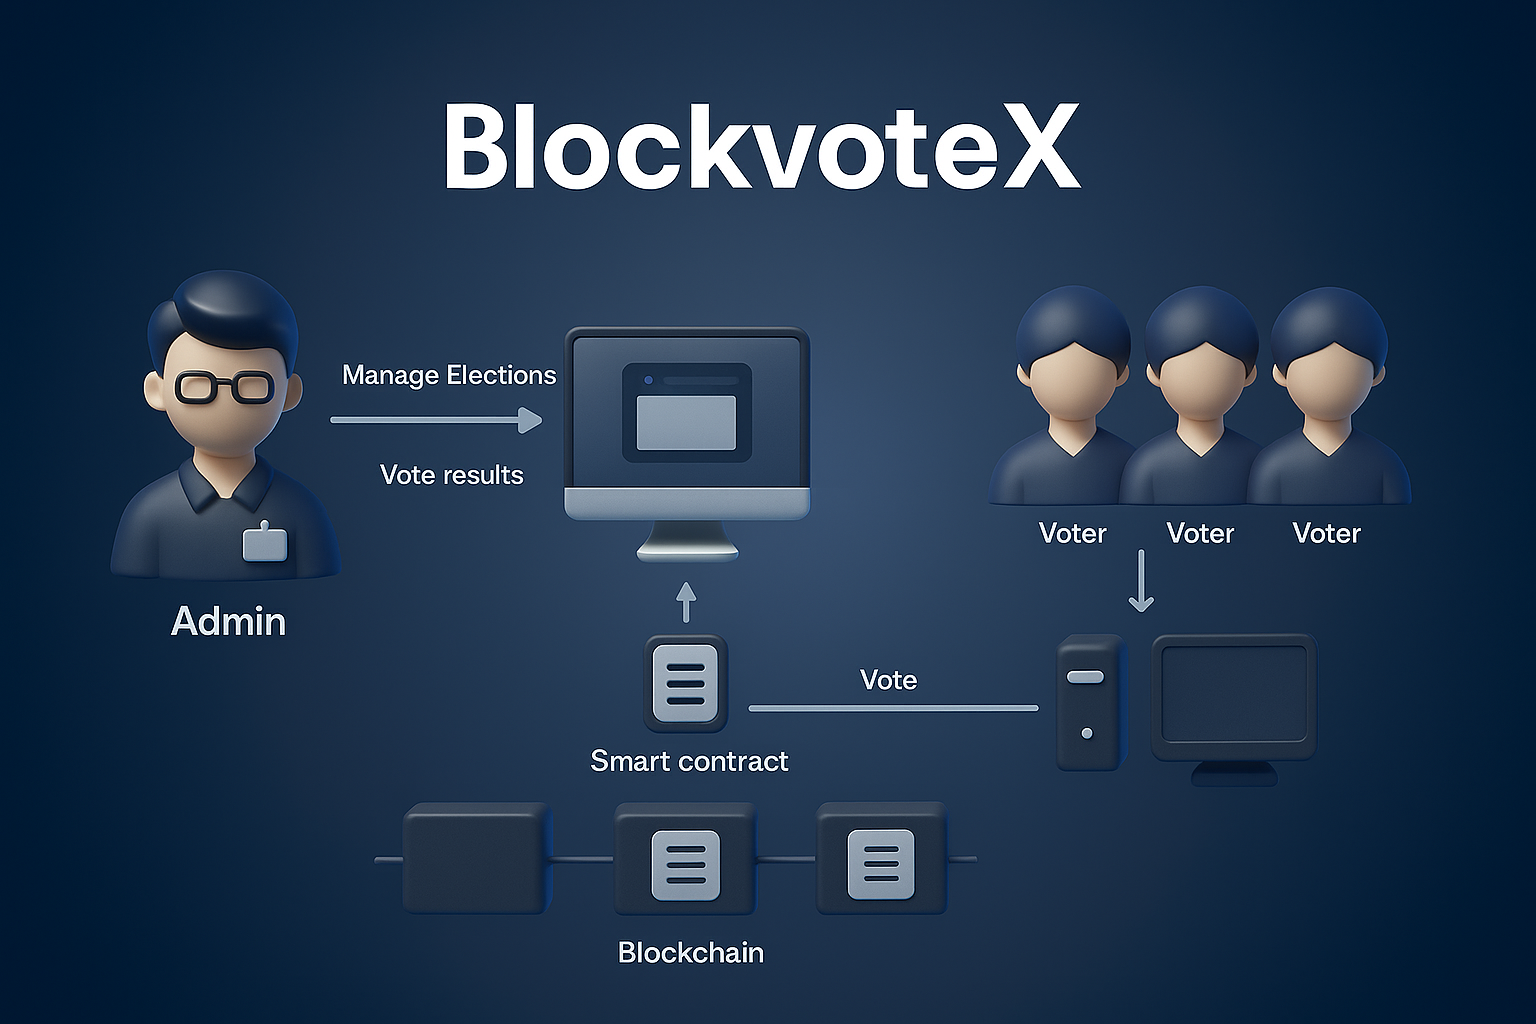 BlockvoteX
Manage Elections
Vote results
Admin
Voter
Voter
Voter
Vote
Smart contract
Blockchain